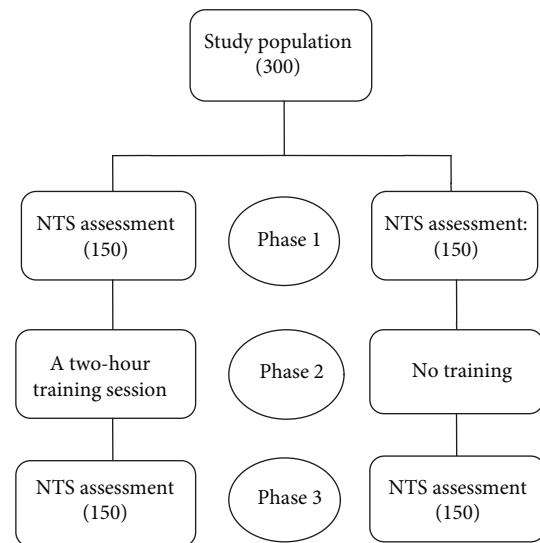 Study population
(300)
NTS assessment
(150)
Phase 1
NTS assessment:
(150)
A two-hour
training session
Phase 2
No training
NTS assessment
(150)
Phase 3
NTS assessment
(150)